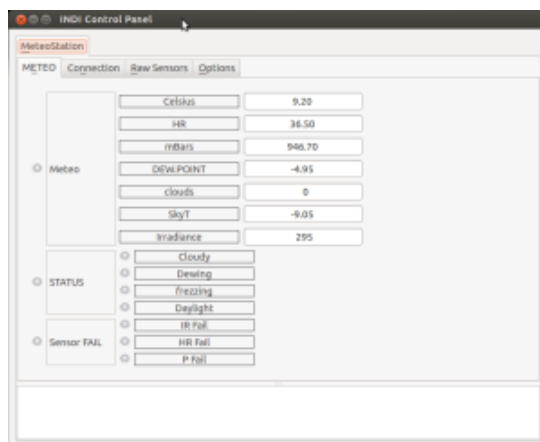 INDI Control Panel
MeteoStation
METEO Connection Raw Sensors Options
Celsius 9.20
HR 36.50
mBars 946.70
Meteo DEW.POINT -4.95
clouds 0
SkyT -9.05
Irradiance 295
Cloudy
STATUS Dewing
frezzing
Daylight
IR Fail
Sensor FAIL HR Fail
P Fail